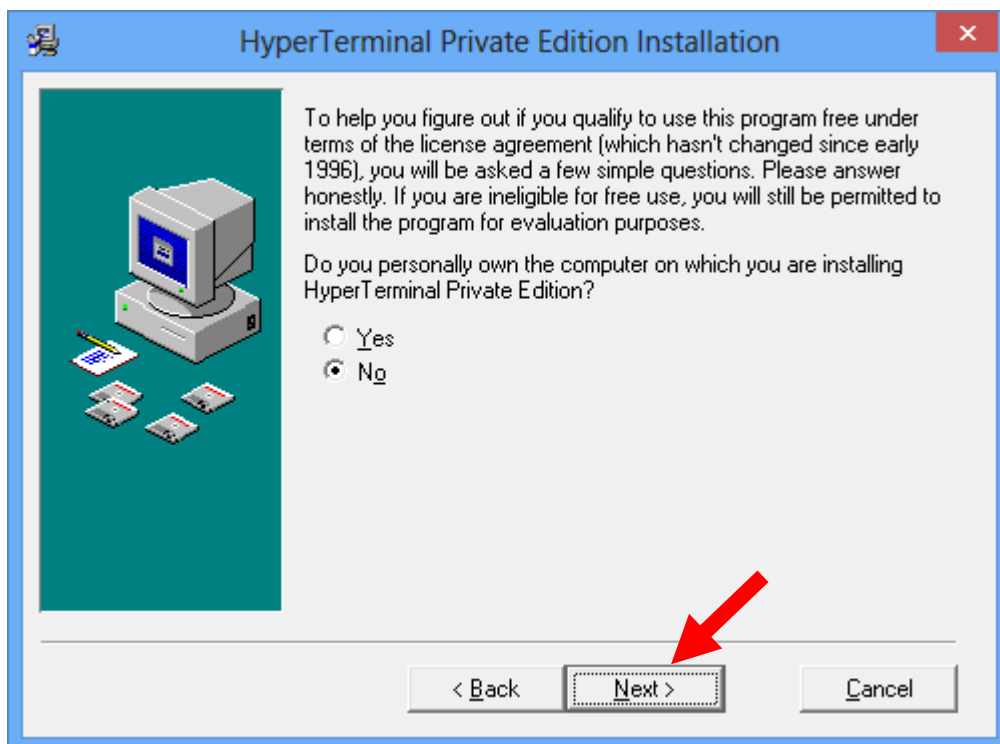 HyperTerminal Private Edition Installation
To help you figure out if you qualify to use this program free under
terms of the license agreement (which hasn't changed since early
1996), you will be asked a few simple questions. Please answer
honestly. If you are ineligible for free use, you will still be permitted to
install the program for evaluation purposes.
Do you personally own the computer on which you are installing
HyperTerminal Private Edition?
Yes
No
< Back
Next >
Cancel